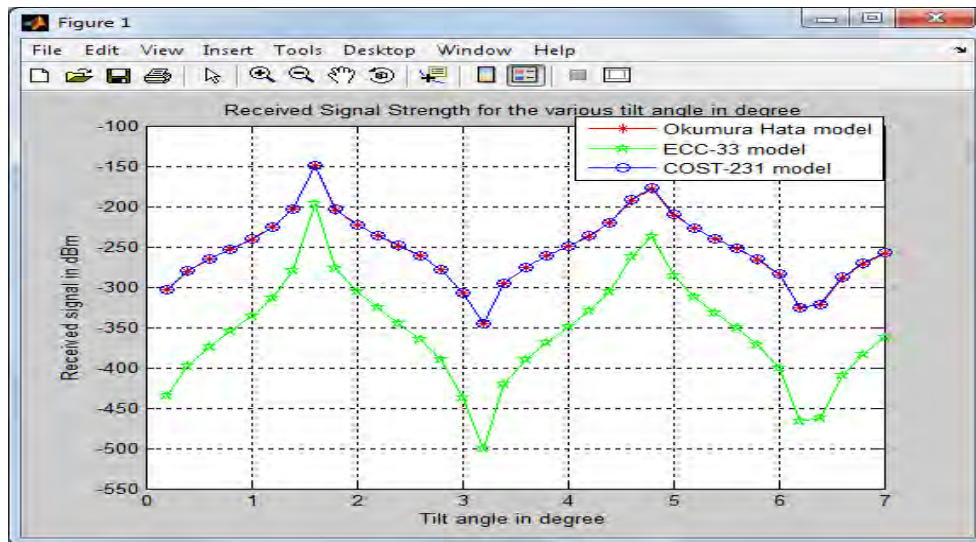 Figure 1
File Edit View Insert Tools Desktop Window Help
Received Signal Strength for the various tilt angle in degree
Okumura Hata model
ECC-33 model
COST-231 model
Received signal in dBm
-100
-150
-200
-250
-300
-350
-400
-450
-500
-550
0 1 2 3 4 5 6 7
Tilt angle in degree